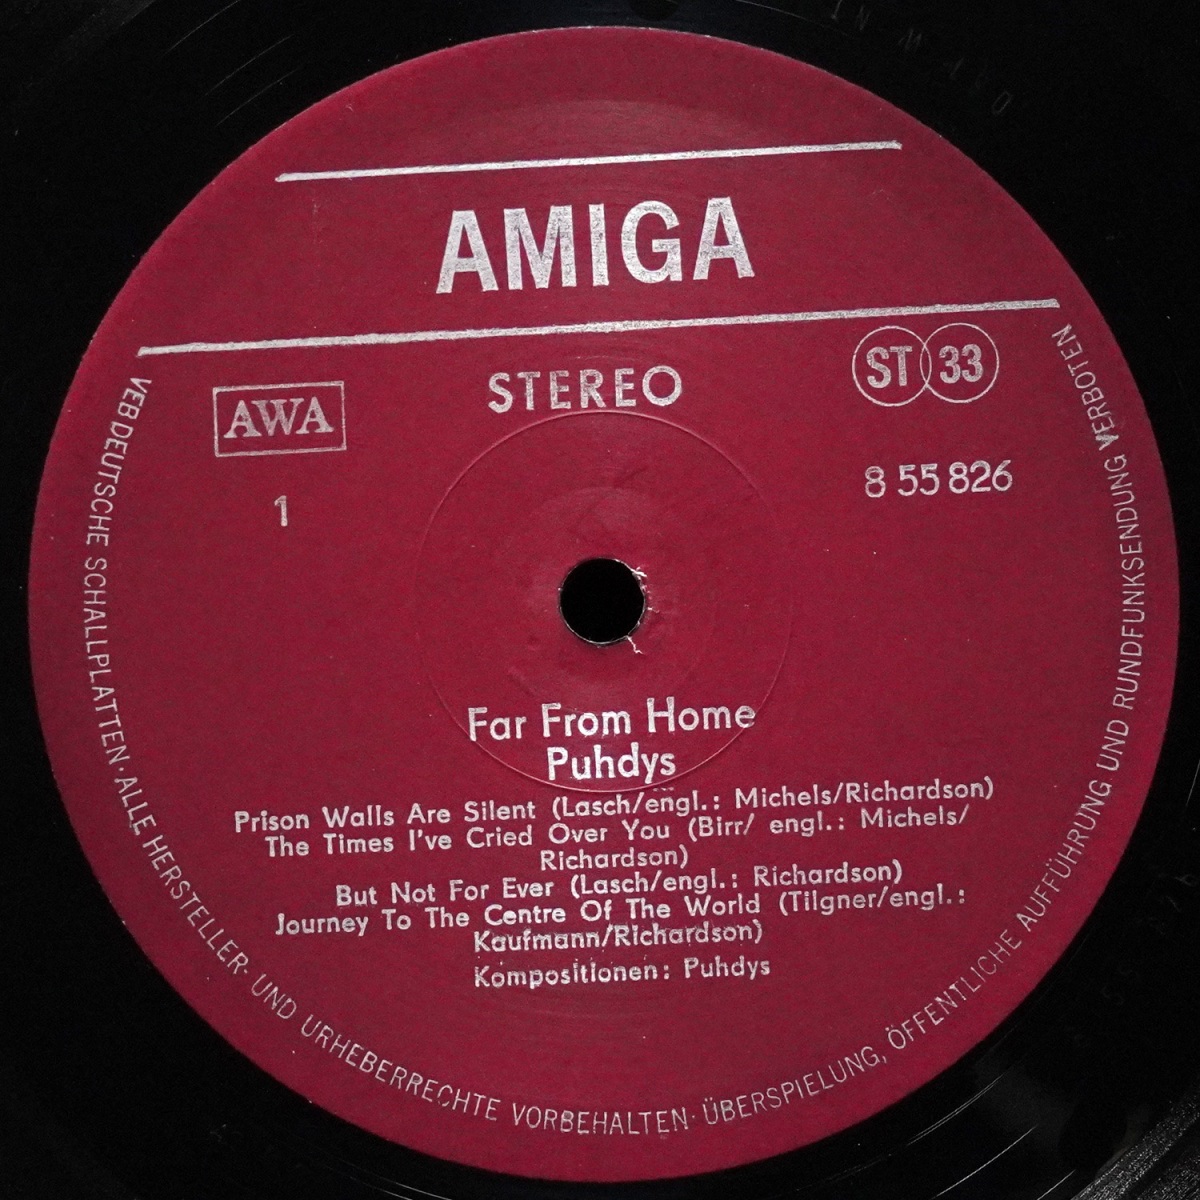 AMIGA
STEREO
ST 33
AWA
8 55 826
1
Far From Home
Puhdys
Prison Walls Are Silent (Lasch/engl.: Michels/Richardson)
The Times I've Cried Over You (Birr/ engl.: Michels/
Richardson)
But Not For Ever (Lasch/engl.: Richardson)
Journey To The Centre Of The World (Tilgner/engl.:
Kaufmann/Richardson)
Kompositionen: Puhdys
VEB DEUTSCHE SCHALLPLATTEN · ALLE HERSTELLER- UND URHEBERRECHTE VORBEHALTEN · ÜBERSPIELUNG, ÖFFENTLICHE AUFFÜHRUNG UND RUNDFUNKSENDUNG VERBOTEN